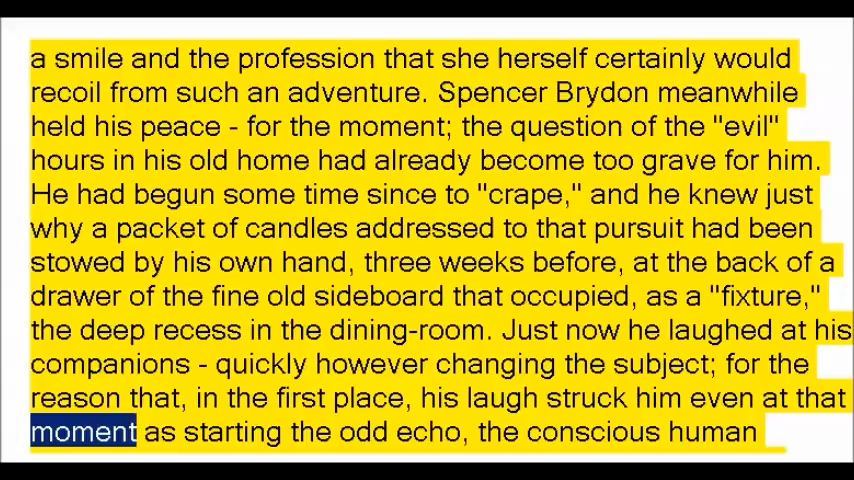 a smile and the profession that she herself certainly would
recoil from such an adventure. Spencer Brydon meanwhile
held his peace - for the moment; the question of the "evil"
hours in his old home had already become too grave for him.
He had begun some time since to "crape," and he knew just
why a packet of candles addressed to that pursuit had been
stowed by his own hand, three weeks before, at the back of a
drawer of the fine old sideboard that occupied, as a "fixture,"
the deep recess in the dining-room. Just now he laughed at his
companions - quickly however changing the subject; for the
reason that, in the first place, his laugh struck him even at that
moment as starting the odd echo, the conscious human